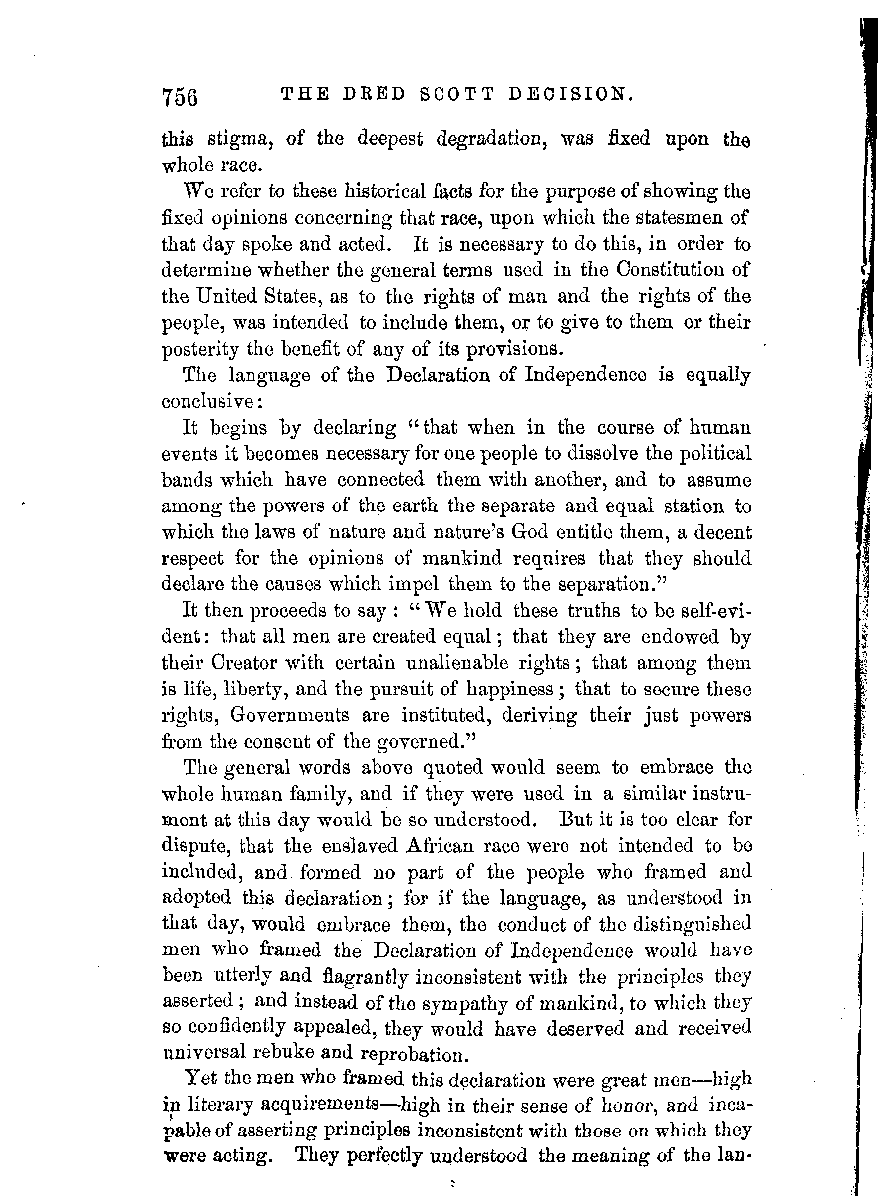 756 THE DRED SCOTT DECISION.
this stigma, of the deepest degradation, was fixed upon the
whole race.
We refer to these historical facts for the purpose of showing the
fixed opinions concerning that race, upon which the statesmen of
that day spoke and acted. It is necessary to do this, in order to
determine whether the general terms used in the Constitution of
the United States, as to the rights of man and the rights of the
people, was intended to include them, or to give to them or their
posterity the benefit of any of its provisions.
The language of the Declaration of Independence is equally
conclusive:
It begins by declaring "that when in the course of human
events it becomes necessary for one people to dissolve the political
bands which have connected them with another, and to assume
among the powers of the earth the separate and equal station to
which the laws of nature and nature's God entitle them, a decent
respect for the opinions of mankind requires that they should
declare the causes which impel them to the separation."
It then proceeds to say: "We hold these truths to be self-evi-
dent: that all men are created equal; that they are endowed by
their Creator with certain unalienable rights; that among them
is life, liberty, and the pursuit of happiness; that to secure these
rights, Governments are instituted, deriving their just powers
from the consent of the governed."
The general words above quoted would seem to embrace the
whole human family, and if they were used in a similar instru-
ment at this day would be so understood. But it is too clear for
dispute, that the enslaved African race were not intended to be
included, and formed no part of the people who framed and
adopted this declaration; for if the language, as understood in
that day, would embrace them, the conduct of the distinguished
men who framed the Declaration of Independence would have
been utterly and flagrantly inconsistent with the principles they
asserted; and instead of the sympathy of mankind, to which they
so confidently appealed, they would have deserved and received
universal rebuke and reprobation.
Yet the men who framed this declaration were great men—high
in literary acquirements—high in their sense of honor, and inca-
pable of asserting principles inconsistent with those on which they
were acting. They perfectly understood the meaning of the lan-